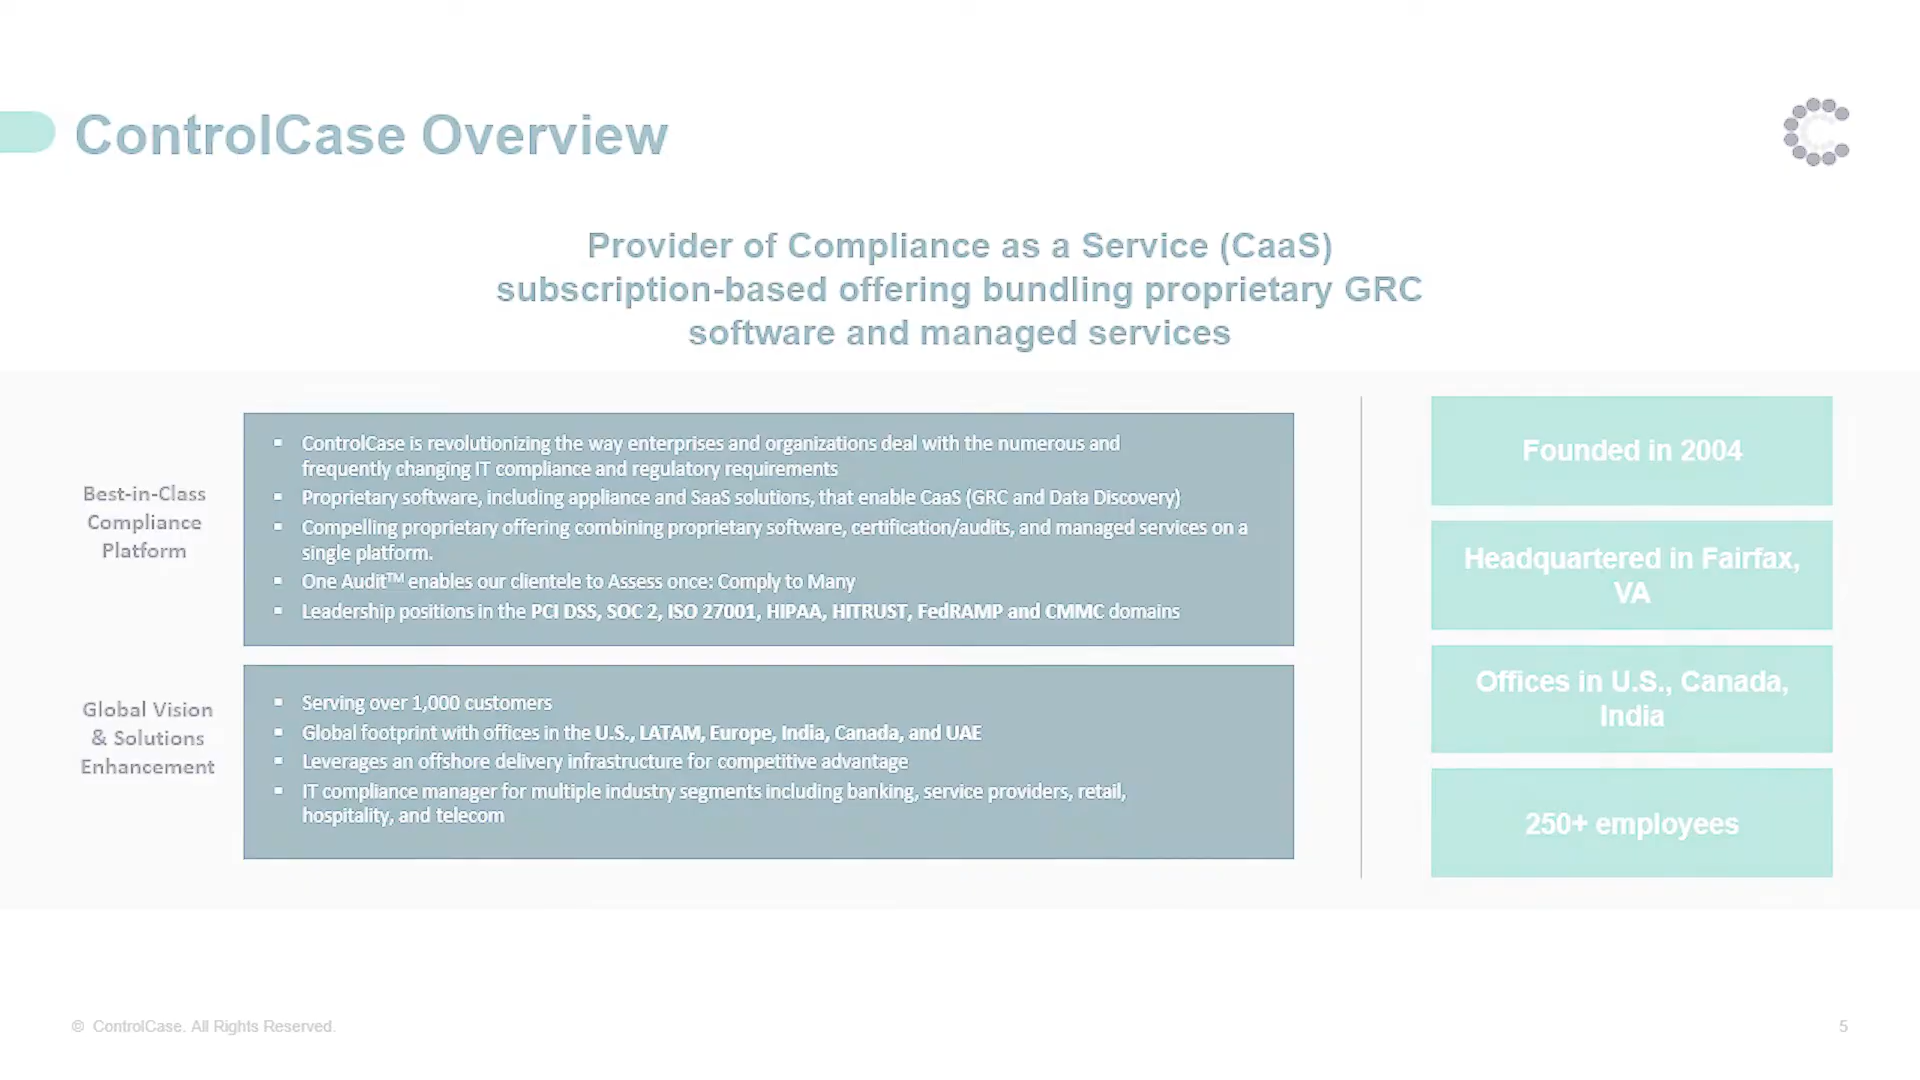 ControlCase Overview
Provider of Compliance as a Service (CaaS)
subscription-based offering bundling proprietary GRC
software and managed services
Best-in-Class
Compliance
Platform
▪ ControlCase is revolutionizing the way enterprises and organizations deal with the numerous and
frequently changing IT compliance and regulatory requirements
▪ Proprietary software, including appliance and SaaS solutions, that enable CaaS (GRC and Data Discovery)
▪ Compelling proprietary offering combining proprietary software, certification/audits, and managed services on a
single platform.
▪ One Audit™ enables our clientele to Assess once: Comply to Many
▪ Leadership positions in the PCI DSS, SOC 2, ISO 27001, HIPAA, HITRUST, FedRAMP and CMMC domains
Global Vision
& Solutions
Enhancement
▪ Serving over 1,000 customers
▪ Global footprint with offices in the U.S., LATAM, Europe, India, Canada, and UAE
▪ Leverages an offshore delivery infrastructure for competitive advantage
▪ IT compliance manager for multiple industry segments including banking, service providers, retail,
hospitality, and telecom
Founded in 2004
Headquartered in Fairfax,
VA
Offices in U.S., Canada,
India
250+ employees
© ControlCase. All Rights Reserved.
5